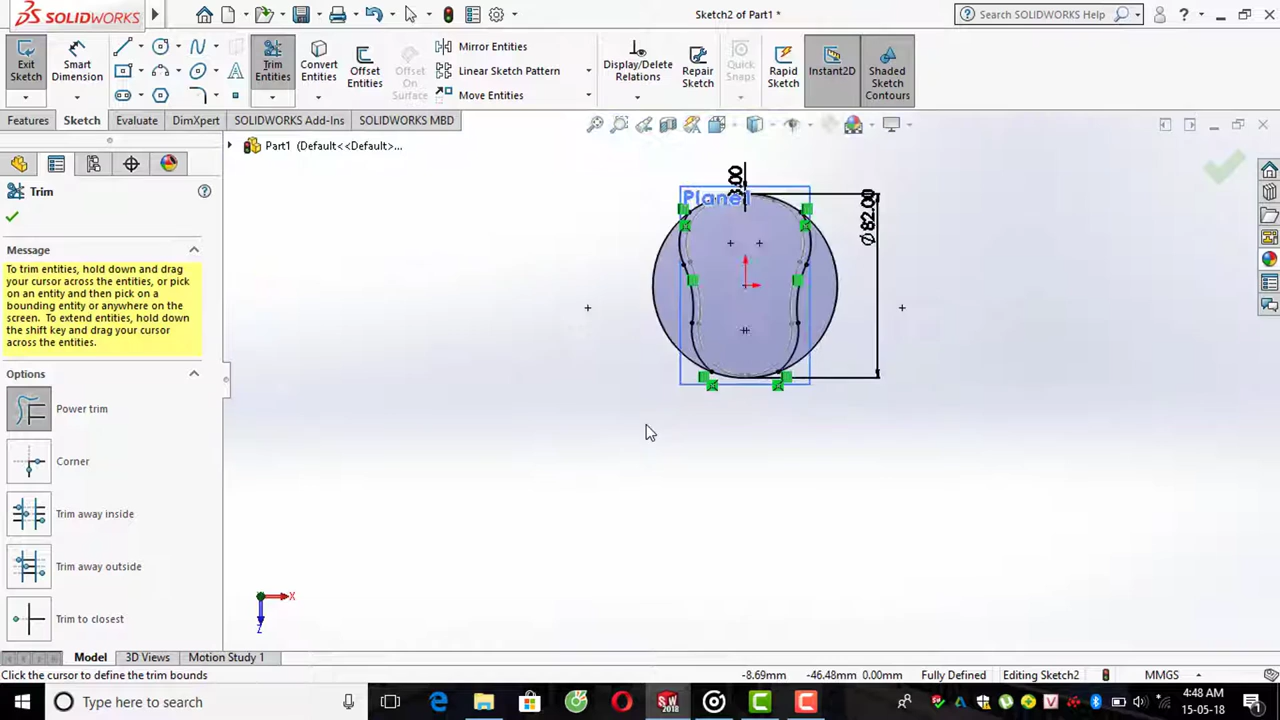 SOLIDWORKS
Sketch2 of Part1 *
Search SOLIDWORKS Help
Exit Sketch
Smart Dimension
Trim Entities
Convert Entities
Offset Entities
Offset On Surface
Mirror Entities
Linear Sketch Pattern
Move Entities
Display/Delete Relations
Repair Sketch
Quick Snaps
Rapid Sketch
Instant2D
Shaded Sketch Contours
Features
Sketch
Evaluate
DimXpert
SOLIDWORKS Add-Ins
SOLIDWORKS MBD
Part1 (Default<<Default>...
Trim
Message
To trim entities, hold down and drag
your cursor across the entities, or pick
on an entity and then pick on a
bounding entity or anywhere on the
screen. To extend entities, hold down
the shift key and drag your cursor
across the entities.
Options
Power trim
Corner
Trim away inside
Trim away outside
Trim to closest
Plane1
Ø82.00
X
Z
Model
3D Views
Motion Study 1
Click the cursor to define the trim bounds
-8.69mm
-46.48mm 0.00mm
Fully Defined
Editing Sketch2
MMGS
Type here to search
SW
2018
4:48 AM
15-05-18